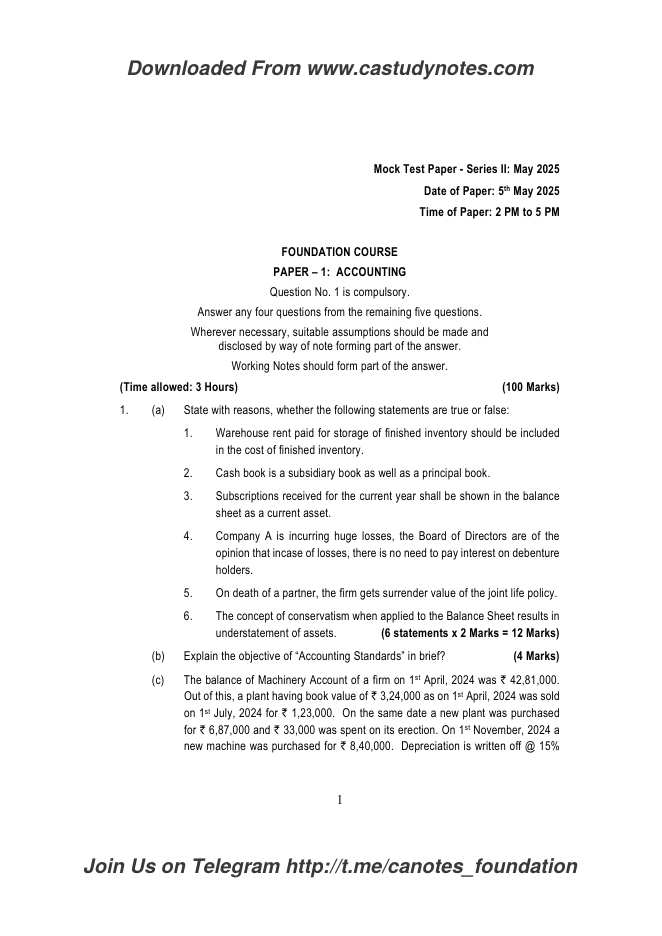 Downloaded From www.castudynotes.com
Mock Test Paper - Series II: May 2025
Date of Paper: 5th May 2025
Time of Paper: 2 PM to 5 PM
FOUNDATION COURSE
PAPER – 1: ACCOUNTING
Question No. 1 is compulsory.
Answer any four questions from the remaining five questions.
Wherever necessary, suitable assumptions should be made and
disclosed by way of note forming part of the answer.
Working Notes should form part of the answer.
(Time allowed: 3 Hours) (100 Marks)
1. (a) State with reasons, whether the following statements are true or false:
1. Warehouse rent paid for storage of finished inventory should be included
in the cost of finished inventory.
2. Cash book is a subsidiary book as well as a principal book.
3. Subscriptions received for the current year shall be shown in the balance
sheet as a current asset.
4. Company A is incurring huge losses, the Board of Directors are of the
opinion that incase of losses, there is no need to pay interest on debenture
holders.
5. On death of a partner, the firm gets surrender value of the joint life policy.
6. The concept of conservatism when applied to the Balance Sheet results in
understatement of assets. (6 statements x 2 Marks = 12 Marks)
(b) Explain the objective of “Accounting Standards” in brief? (4 Marks)
(c) The balance of Machinery Account of a firm on 1st April, 2024 was ₹ 42,81,000.
Out of this, a plant having book value of ₹ 3,24,000 as on 1st April, 2024 was sold
on 1st July, 2024 for ₹ 1,23,000. On the same date a new plant was purchased
for ₹ 6,87,000 and ₹ 33,000 was spent on its erection. On 1st November, 2024 a
new machine was purchased for ₹ 8,40,000. Depreciation is written off @ 15%
1
Join Us on Telegram http://t.me/canotes_foundation